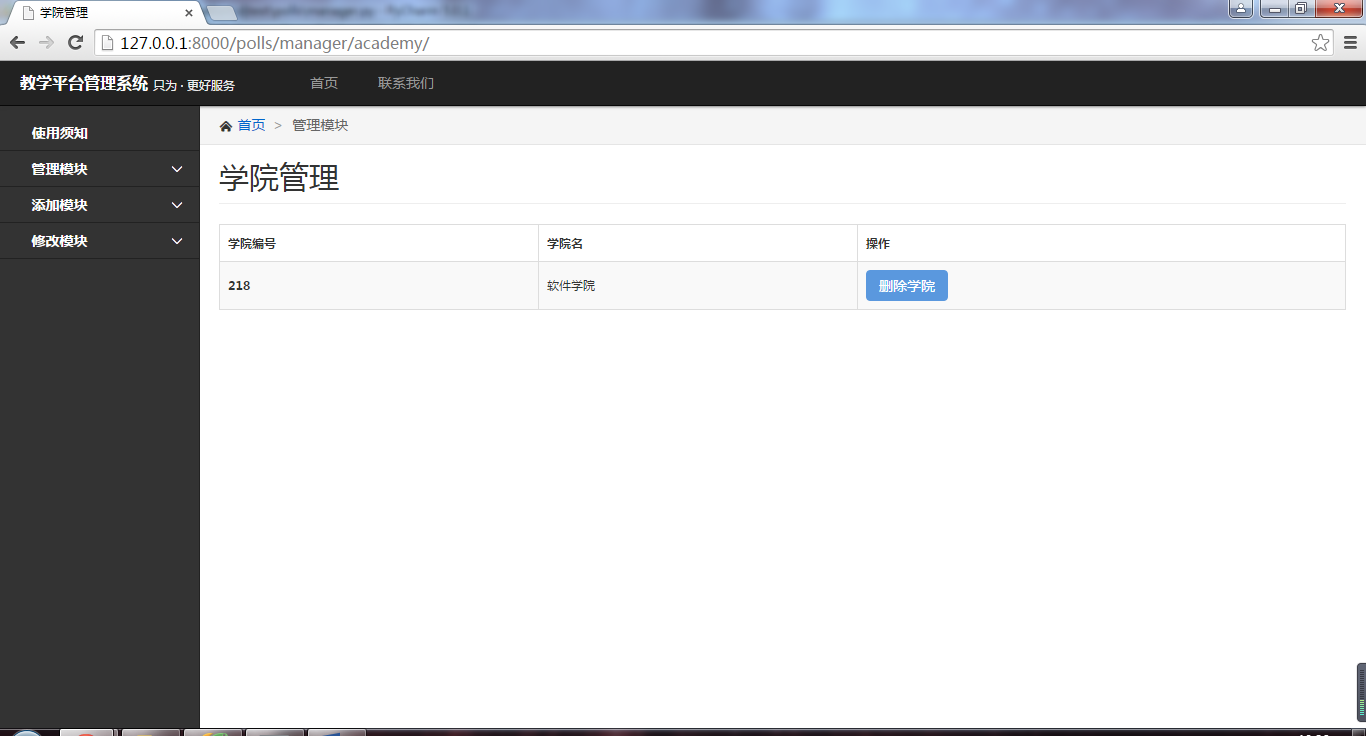 学院管理
127.0.0.1:8000/polls/manager/academy/
教学平台管理系统 只为·更好服务 首页 联系我们
使用须知
管理模块
添加模块
修改模块
首页 > 管理模块
学院管理
学院编号 学院名 操作
218 软件学院 删除学院